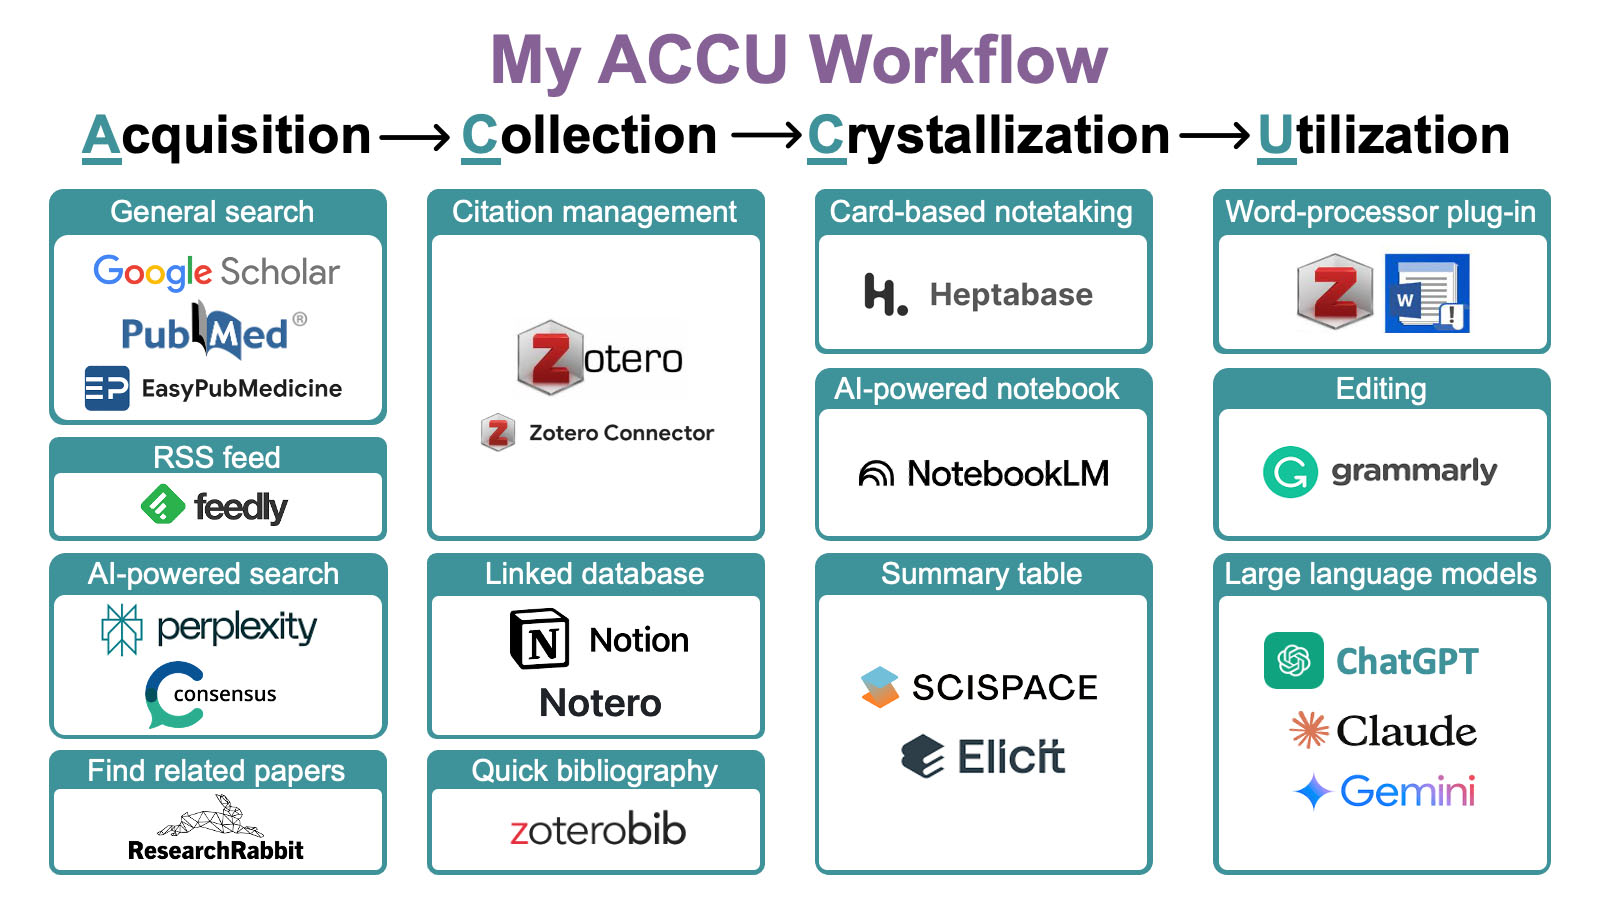 My ACCU Workflow
Acquisition → Collection → Crystallization → Utilization
General search
Google Scholar
PubMed®
EP EasyPubMedicine
RSS feed
feedly
AI-powered search
perplexity
consensus
Find related papers
ResearchRabbit
Citation management
Zotero
Z Zotero Connector
Linked database
N Notion
Notero
Quick bibliography
zoterobib
Card-based notetaking
H. Heptabase
AI-powered notebook
NotebookLM
Summary table
SCISPACE
Elicit
Word-processor plug-in
Z W !
Editing
G grammarly
Large language models
ChatGPT
Claude
Gemini